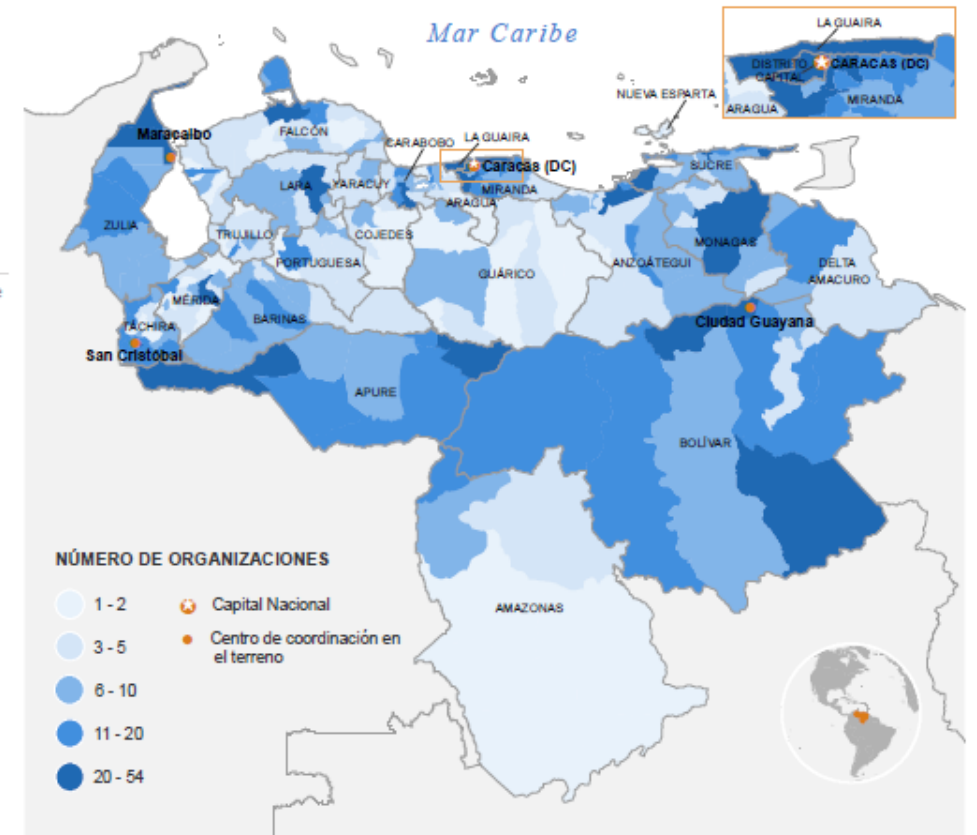 Mar Caribe
LA GUAIRA
DISTRITO
CAPITAL
CARACAS (DC)
ARAGUA
MIRANDA
NUEVA ESPARTA
Maracaibo
FALCÓN
CARABOBO
LA GUAIRA
Caracas (DC)
SUCRE
LARA
YARACUY
MIRANDA
ARAGUA
ZULIA
TRUJILLO
COJEDES
MONAGAS
PORTUGUESA
GUÁRICO
ANZOÁTEGUI
DELTA
AMACURO
MÉRIDA
BARINAS
TÁCHIRA
Ciudad Guayana
San Cristóbal
APURE
BOLÍVAR
AMAZONAS
NÚMERO DE ORGANIZACIONES
1 - 2
3 - 5
6 - 10
11 - 20
20 - 54
Capital Nacional
Centro de coordinación en
el terreno